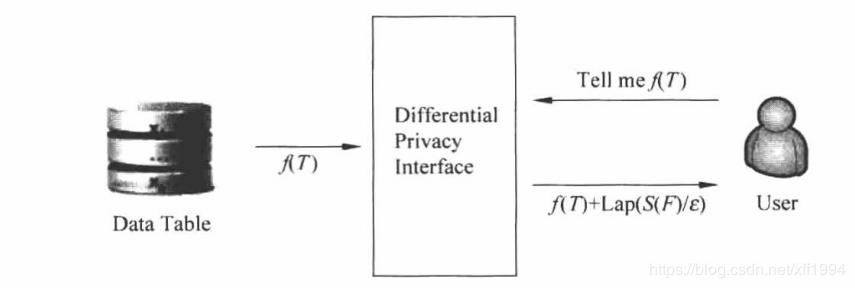 Tell me f(T)
Differential
Privacy
Interface
f(T)
f(T)+Lap(S(F)/ε)
User
Data Table
https://blog.csdn.net/xff1994